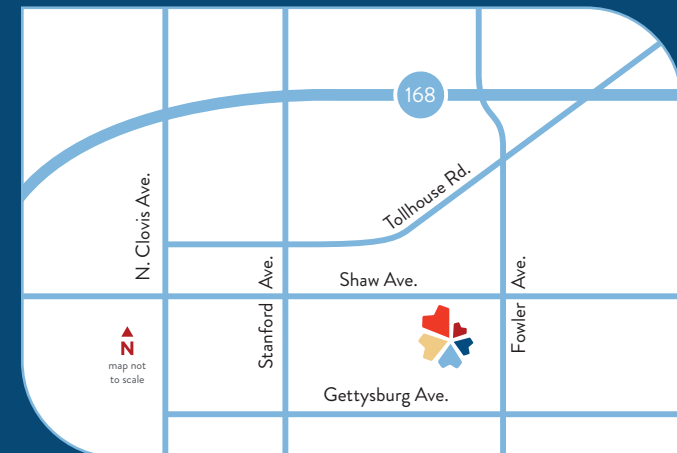 168
Tollhouse Rd.
N. Clovis Ave.
Shaw Ave.
Stanford Ave.
Fowler Ave.
N
map not
to scale
Gettysburg Ave.